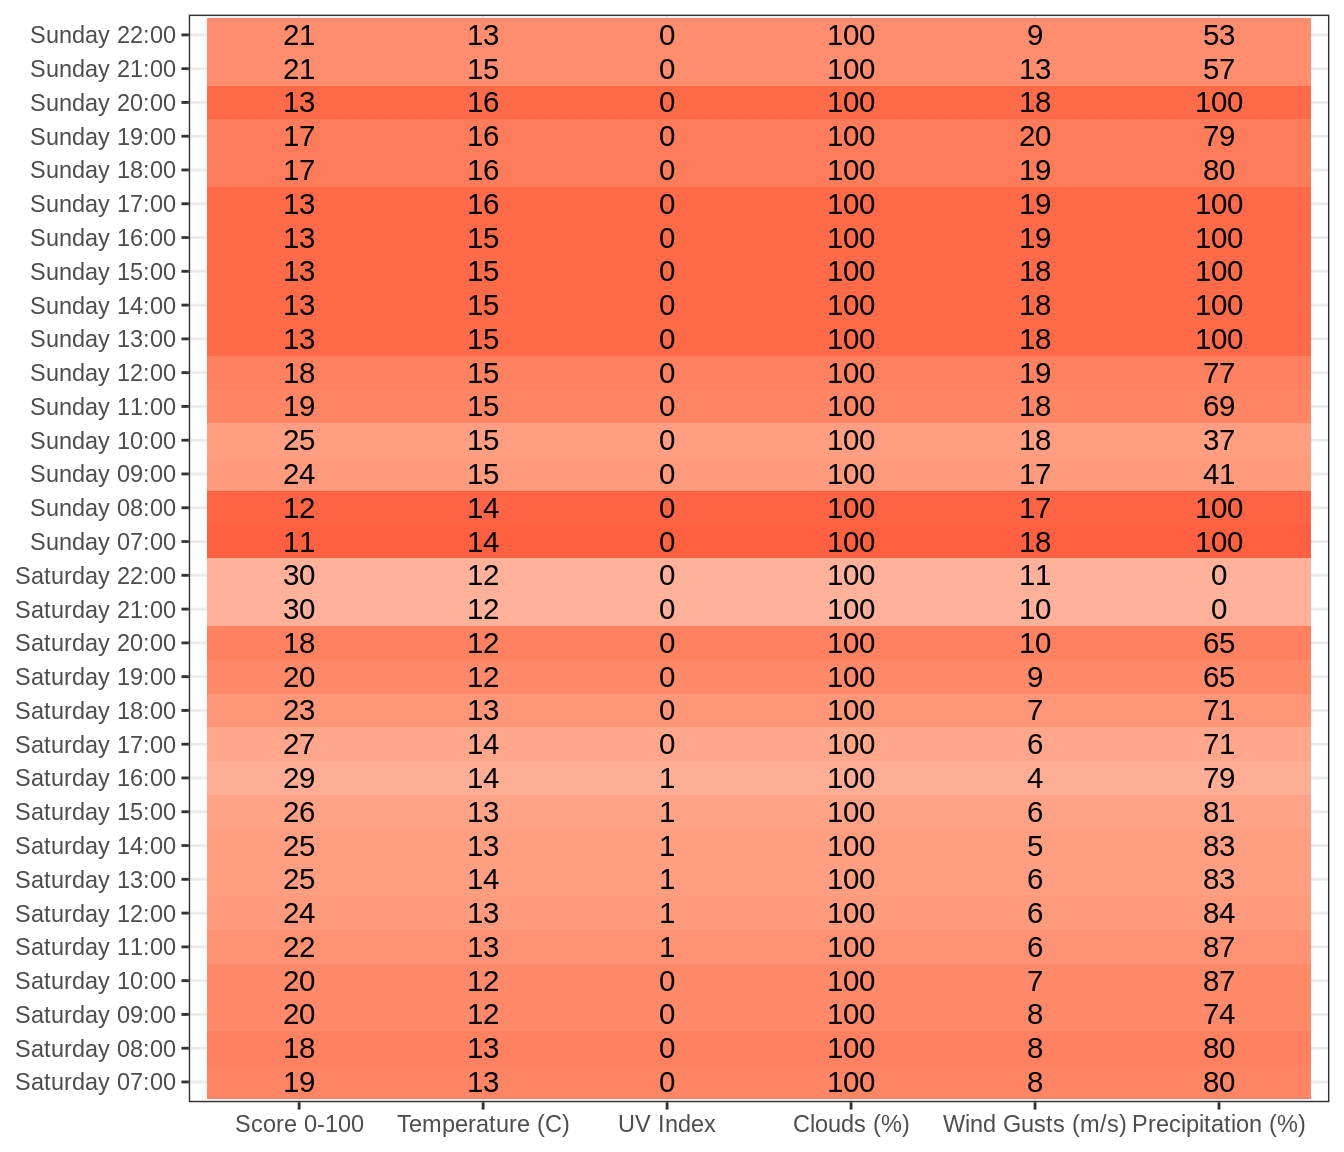 Sunday 22:00 21 13 0 100 9 53
Sunday 21:00 21 15 0 100 13 57
Sunday 20:00 13 16 0 100 18 100
Sunday 19:00 17 16 0 100 20 79
Sunday 18:00 17 16 0 100 19 80
Sunday 17:00 13 16 0 100 19 100
Sunday 16:00 13 15 0 100 19 100
Sunday 15:00 13 15 0 100 18 100
Sunday 14:00 13 15 0 100 18 100
Sunday 13:00 13 15 0 100 18 100
Sunday 12:00 18 15 0 100 19 77
Sunday 11:00 19 15 0 100 18 69
Sunday 10:00 25 15 0 100 18 37
Sunday 09:00 24 15 0 100 17 41
Sunday 08:00 12 14 0 100 17 100
Sunday 07:00 11 14 0 100 18 100
Saturday 22:00 30 12 0 100 11 0
Saturday 21:00 30 12 0 100 10 0
Saturday 20:00 18 12 0 100 10 65
Saturday 19:00 20 12 0 100 9 65
Saturday 18:00 23 13 0 100 7 71
Saturday 17:00 27 14 0 100 6 71
Saturday 16:00 29 14 1 100 4 79
Saturday 15:00 26 13 1 100 6 81
Saturday 14:00 25 13 1 100 5 83
Saturday 13:00 25 14 1 100 6 83
Saturday 12:00 24 13 1 100 6 84
Saturday 11:00 22 13 1 100 6 87
Saturday 10:00 20 12 0 100 7 87
Saturday 09:00 20 12 0 100 8 74
Saturday 08:00 18 13 0 100 8 80
Saturday 07:00 19 13 0 100 8 80
Score 0-100 Temperature (C) UV Index Clouds (%) Wind Gusts (m/s) Precipitation (%)